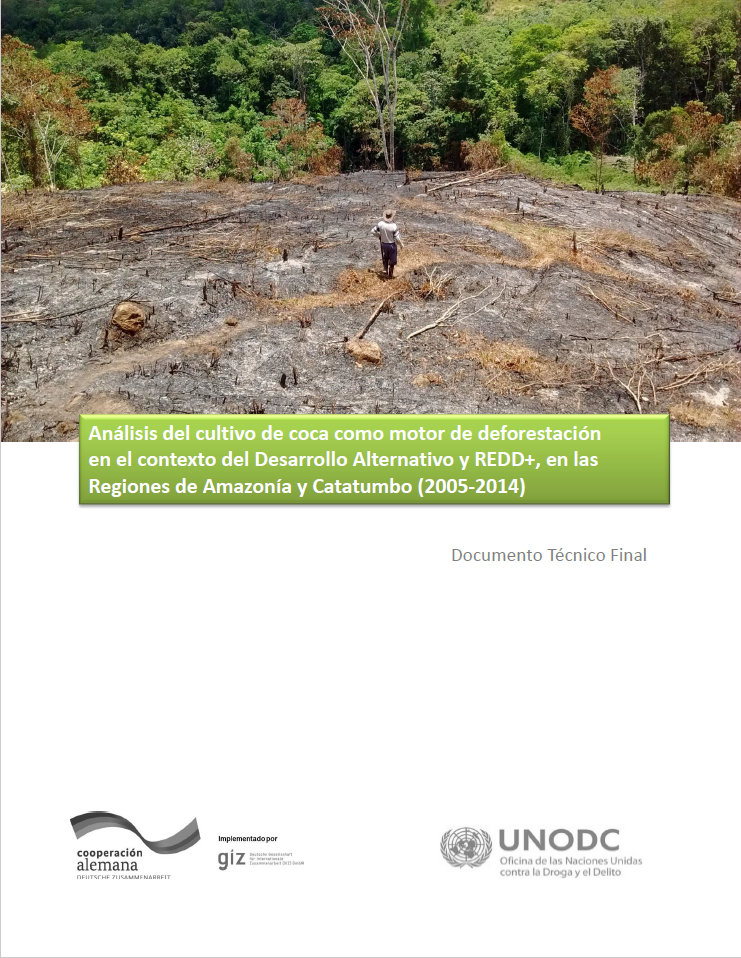 Análisis del cultivo de coca como motor de deforestación
en el contexto del Desarrollo Alternativo y REDD+, en las
Regiones de Amazonía y Catatumbo (2005-2014)
Documento Técnico Final
cooperación
alemana
DEUTSCHE ZUSAMMENARBEIT
Implementado por
giz
Deutsche Gesellschaft
für Internationale
Zusammenarbeit (GIZ) GmbH
UNODC
Oficina de las Naciones Unidas
contra la Droga y el Delito